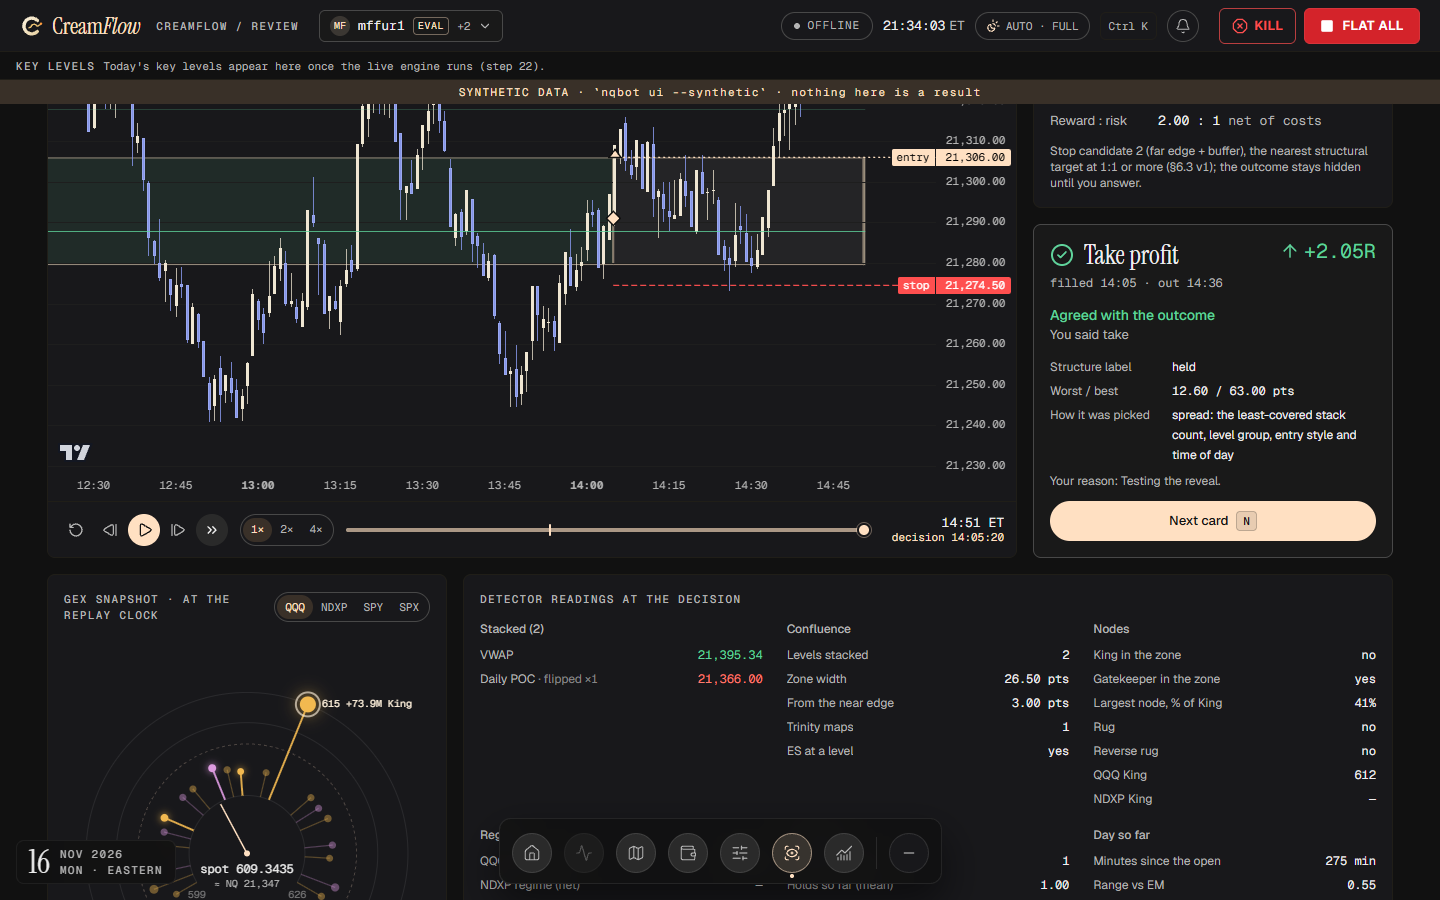 CreamFlow CREAMFLOW / REVIEW MF mffur1 EVAL +2 OFFLINE 21:34:03 ET AUTO · FULL Ctrl K KILL FLAT ALL
KEY LEVELS Today's key levels appear here once the live engine runs (step 22).
SYNTHETIC DATA · `nqbot ui --synthetic` · nothing here is a result
21,310.00
entry 21,306.00
21,300.00
21,290.00
21,280.00
stop 21,274.50
21,270.00
21,260.00
21,250.00
21,240.00
21,230.00
12:30 12:45 13:00 13:15 13:30 13:45 14:00 14:15 14:30 14:45
1× 2× 4×
14:51 ET
decision 14:05:20
Reward : risk 2.00 : 1 net of costs
Stop candidate 2 (far edge + buffer), the nearest structural
target at 1:1 or more (§6.3 v1); the outcome stays hidden
until you answer.
Take profit +2.05R
filled 14:05 · out 14:36
Agreed with the outcome
You said take
Structure label held
Worst / best 12.60 / 63.00 pts
How it was picked spread: the least-covered stack
count, level group, entry style and
time of day
Your reason: Testing the reveal.
Next card N
GEX SNAPSHOT · AT THE
REPLAY CLOCK
QQQ NDXP SPY SPX
615 +73.9M King
spot 609.3435
≈ NQ 21,347
599 626
DETECTOR READINGS AT THE DECISION
Stacked (2)
VWAP 21,395.34
Daily POC · flipped ×1 21,366.00
Confluence
Levels stacked 2
Zone width 26.50 pts
From the near edge 3.00 pts
Trinity maps 1
ES at a level yes
Nodes
King in the zone no
Gatekeeper in the zone yes
Largest node, % of King 41%
Rug no
Reverse rug no
QQQ King 612
NDXP King –
NDXP regime (net) –
1
Holds so far (mean) 1.00
Day so far
Minutes since the open 275 min
Range vs EM 0.55
16 NOV 2026
MON · EASTERN